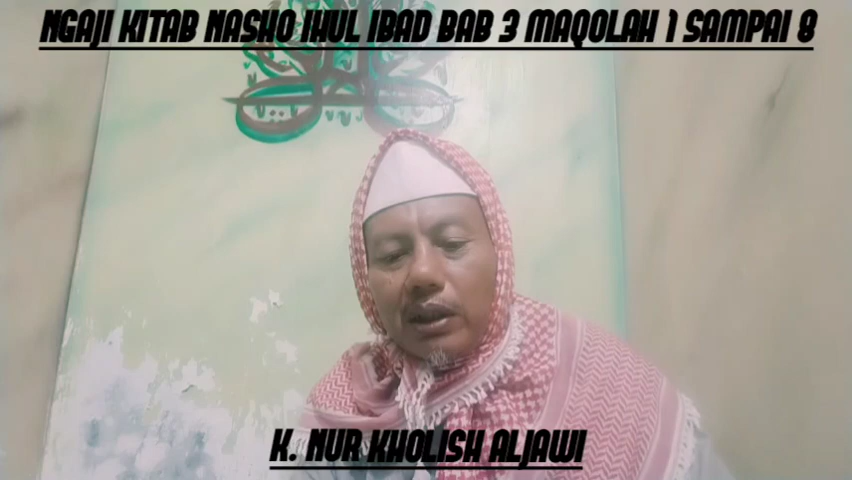 NGAJI KITAB NASHO IHUL IBAD BAB 3 MAQOLAH 1 SAMPAI 8
K. NUR KHOLISH ALJAWI